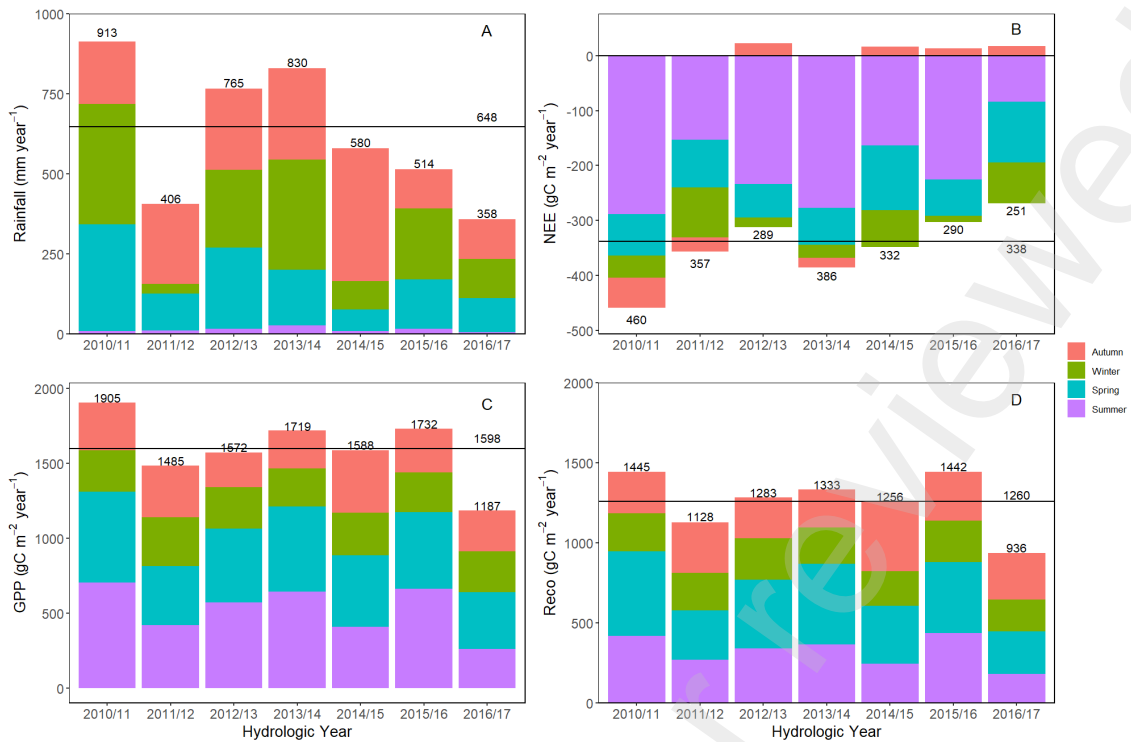 A
Rainfall (mm year⁻¹)
1000
750
500
250
0
913
406
765
830
580
514
358
648
2010/11 2011/12 2012/13 2013/14 2014/15 2015/16 2016/17
B
NEE (gC m⁻² year⁻¹)
0
-100
-200
-300
-400
-500
460
357
289
386
332
290
251
338
2010/11 2011/12 2012/13 2013/14 2014/15 2015/16 2016/17
C
GPP (gC m⁻² year⁻¹)
2000
1500
1000
500
0
1905
1485
1572
1719
1588
1732
1187
1598
2010/11 2011/12 2012/13 2013/14 2014/15 2015/16 2016/17
Hydrologic Year
D
Reco (gC m⁻² year⁻¹)
2000
1500
1000
500
0
1445
1128
1283
1333
1256
1442
936
1260
2010/11 2011/12 2012/13 2013/14 2014/15 2015/16 2016/17
Hydrologic Year
Autumn
Winter
Spring
Summer
r reviewe